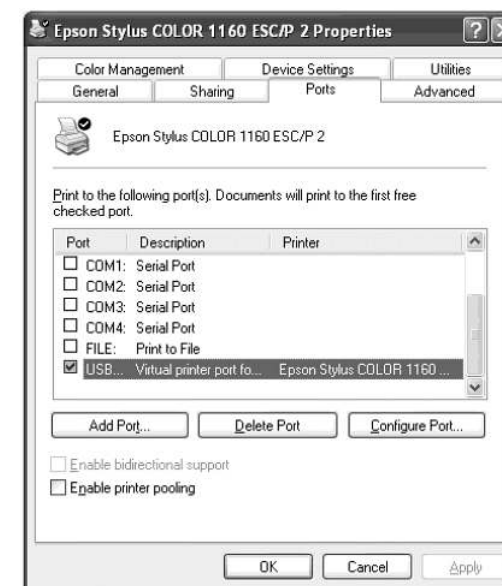 Epson Stylus COLOR 1160 ESC/P 2 Properties
Color Management Device Settings Utilities
General Sharing Ports Advanced
Epson Stylus COLOR 1160 ESC/P 2
Print to the following port(s). Documents will print to the first free
checked port.
Port Description Printer
COM1: Serial Port
COM2: Serial Port
COM3: Serial Port
COM4: Serial Port
FILE: Print to File
USB... Virtual printer port fo... Epson Stylus COLOR 1160 ...
Add Port... Delete Port Configure Port...
Enable bidirectional support
Enable printer pooling
OK Cancel Apply